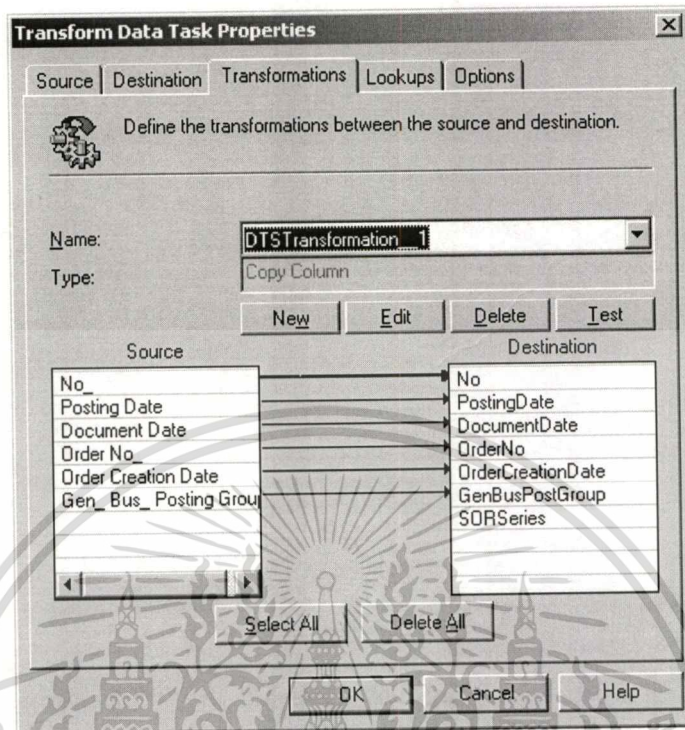 Transform Data Task Properties
Source Destination Transformations Lookups Options
Define the transformations between the source and destination.
Name: DTSTransformation__1
Type: Copy Column
New Edit Delete Test
Source Destination
No_ No
Posting Date PostingDate
Document Date DocumentDate
Order No_ OrderNo
Order Creation Date OrderCreationDate
Gen_ Bus_ Posting Group GenBusPostGroup
SORSeries
Select All Delete All
OK Cancel Help